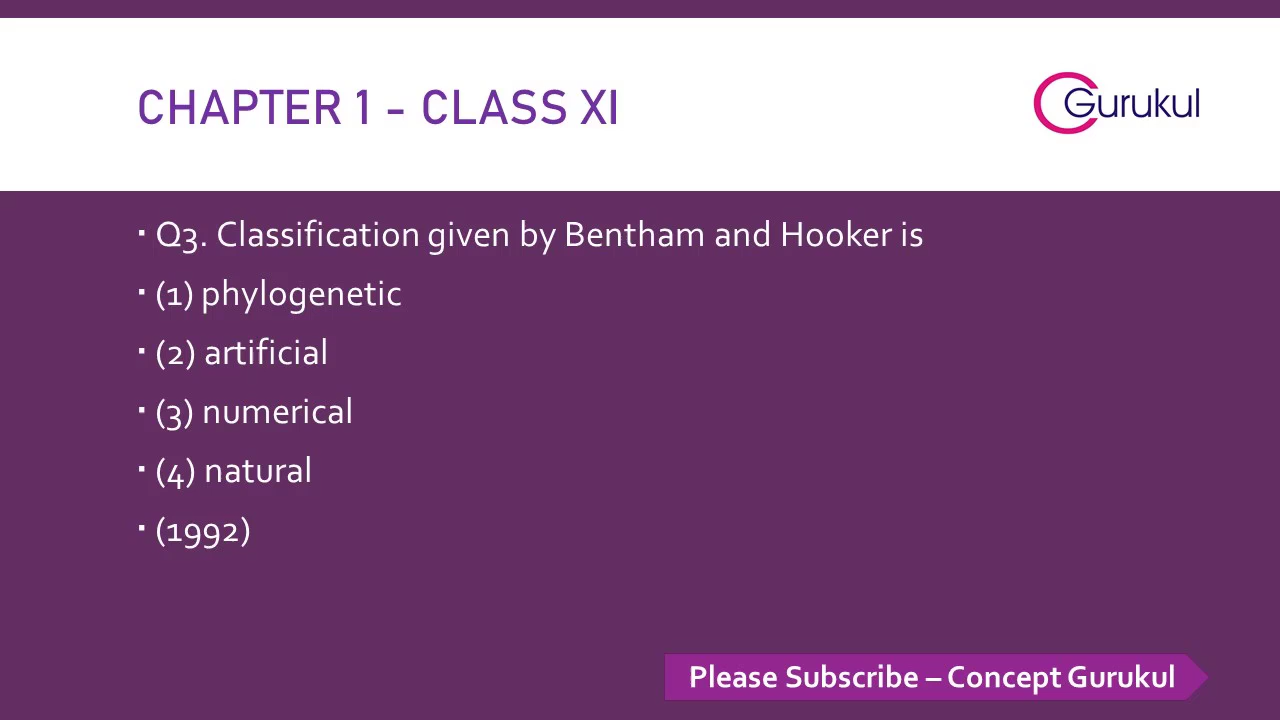 CHAPTER 1 - CLASS XI
Gurukul
▪ Q3. Classification given by Bentham and Hooker is
▪ (1) phylogenetic
▪ (2) artificial
▪ (3) numerical
▪ (4) natural
▪ (1992)
Please Subscribe – Concept Gurukul